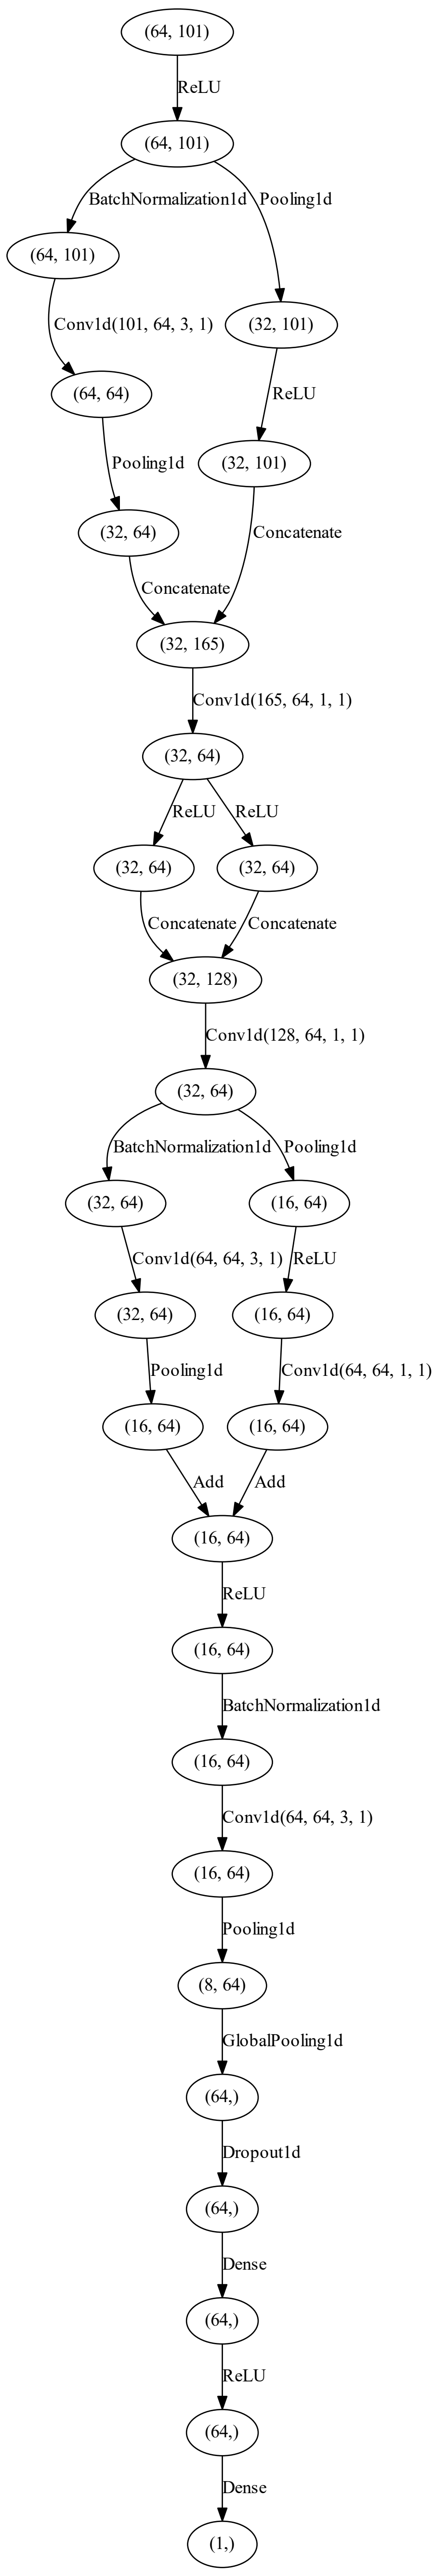 (64, 101)
ReLU
(64, 101)
BatchNormalization1d
Pooling1d
(64, 101)
Conv1d(101, 64, 3, 1)
(32, 101)
(64, 64)
ReLU
Pooling1d
(32, 101)
(32, 64)
Concatenate
Concatenate
(32, 165)
Conv1d(165, 64, 1, 1)
(32, 64)
ReLU
ReLU
(32, 64)
(32, 64)
Concatenate
Concatenate
(32, 128)
Conv1d(128, 64, 1, 1)
(32, 64)
BatchNormalization1d
Pooling1d
(32, 64)
(16, 64)
Conv1d(64, 64, 3, 1)
ReLU
(32, 64)
(16, 64)
Pooling1d
Conv1d(64, 64, 1, 1)
(16, 64)
(16, 64)
Add
Add
(16, 64)
ReLU
(16, 64)
BatchNormalization1d
(16, 64)
Conv1d(64, 64, 3, 1)
(16, 64)
Pooling1d
(8, 64)
GlobalPooling1d
(64,)
Dropout1d
(64,)
Dense
(64,)
ReLU
(64,)
Dense
(1,)